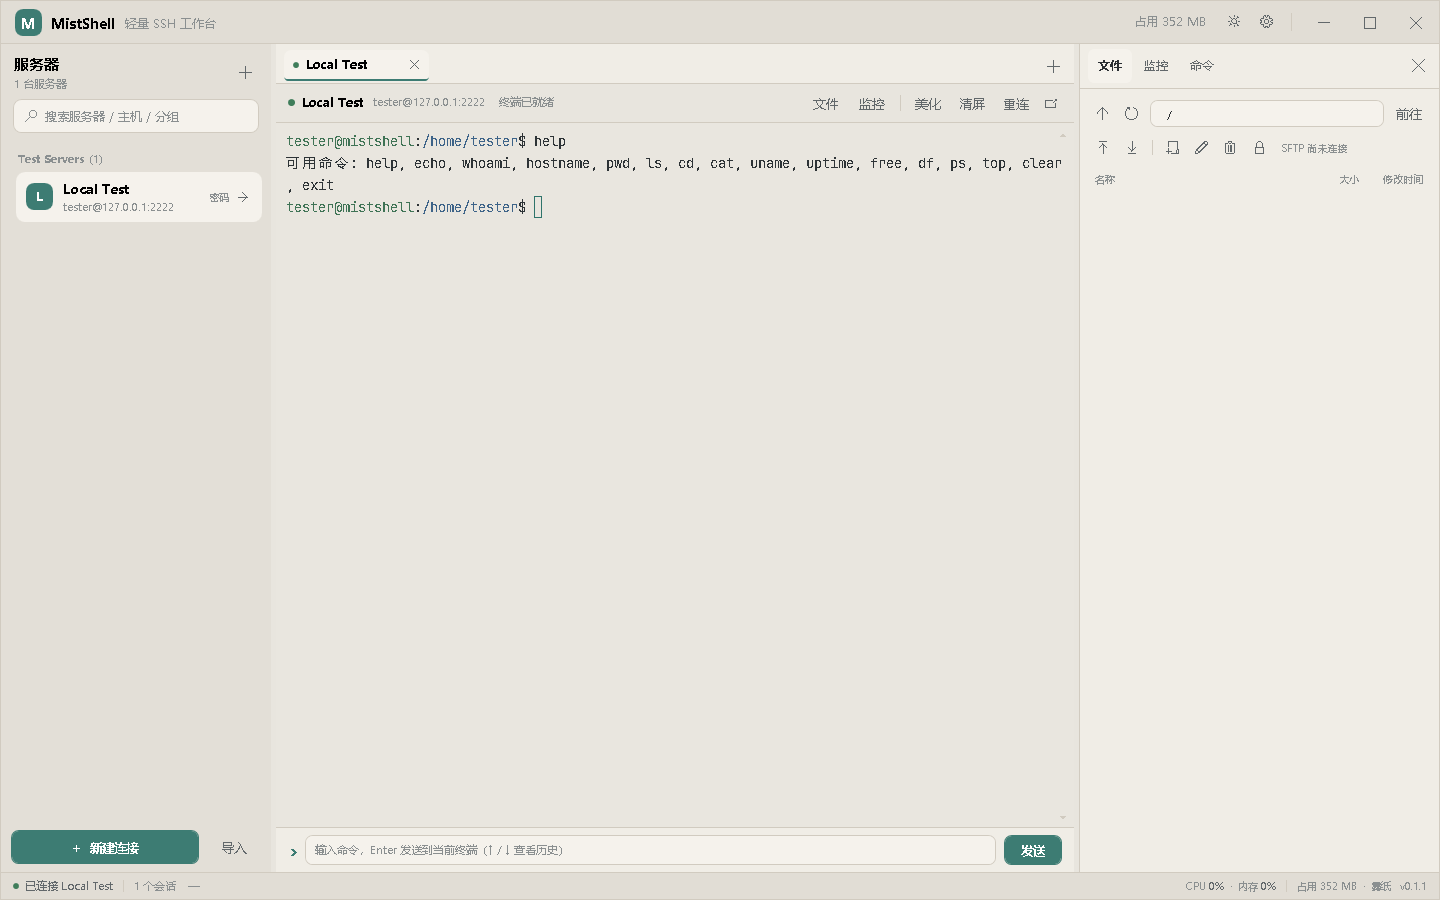 M MistShell 轻量 SSH 工作台
占用 352 MB
服务器
1 台服务器
搜索服务器 / 主机 / 分组
Test Servers (1)
L
Local Test
tester@127.0.0.1:2222
密码
+ 新建连接
导入
Local Test
Local Test tester@127.0.0.1:2222 终端已就绪
文件 监控 美化 清屏 重连
tester@mistshell:/home/tester$ help
可用命令: help, echo, whoami, hostname, pwd, ls, cd, cat, uname, uptime, free, df, ps, top, clear
, exit
tester@mistshell:/home/tester$
输入命令，Enter 发送到当前终端（↑ / ↓ 查看历史）
发送
文件 监控 命令
/
前往
SFTP 尚未连接
名称 大小 修改时间
已连接 Local Test 1 个会话 —
CPU 0% · 内存 0% 占用 352 MB · v0.1.1